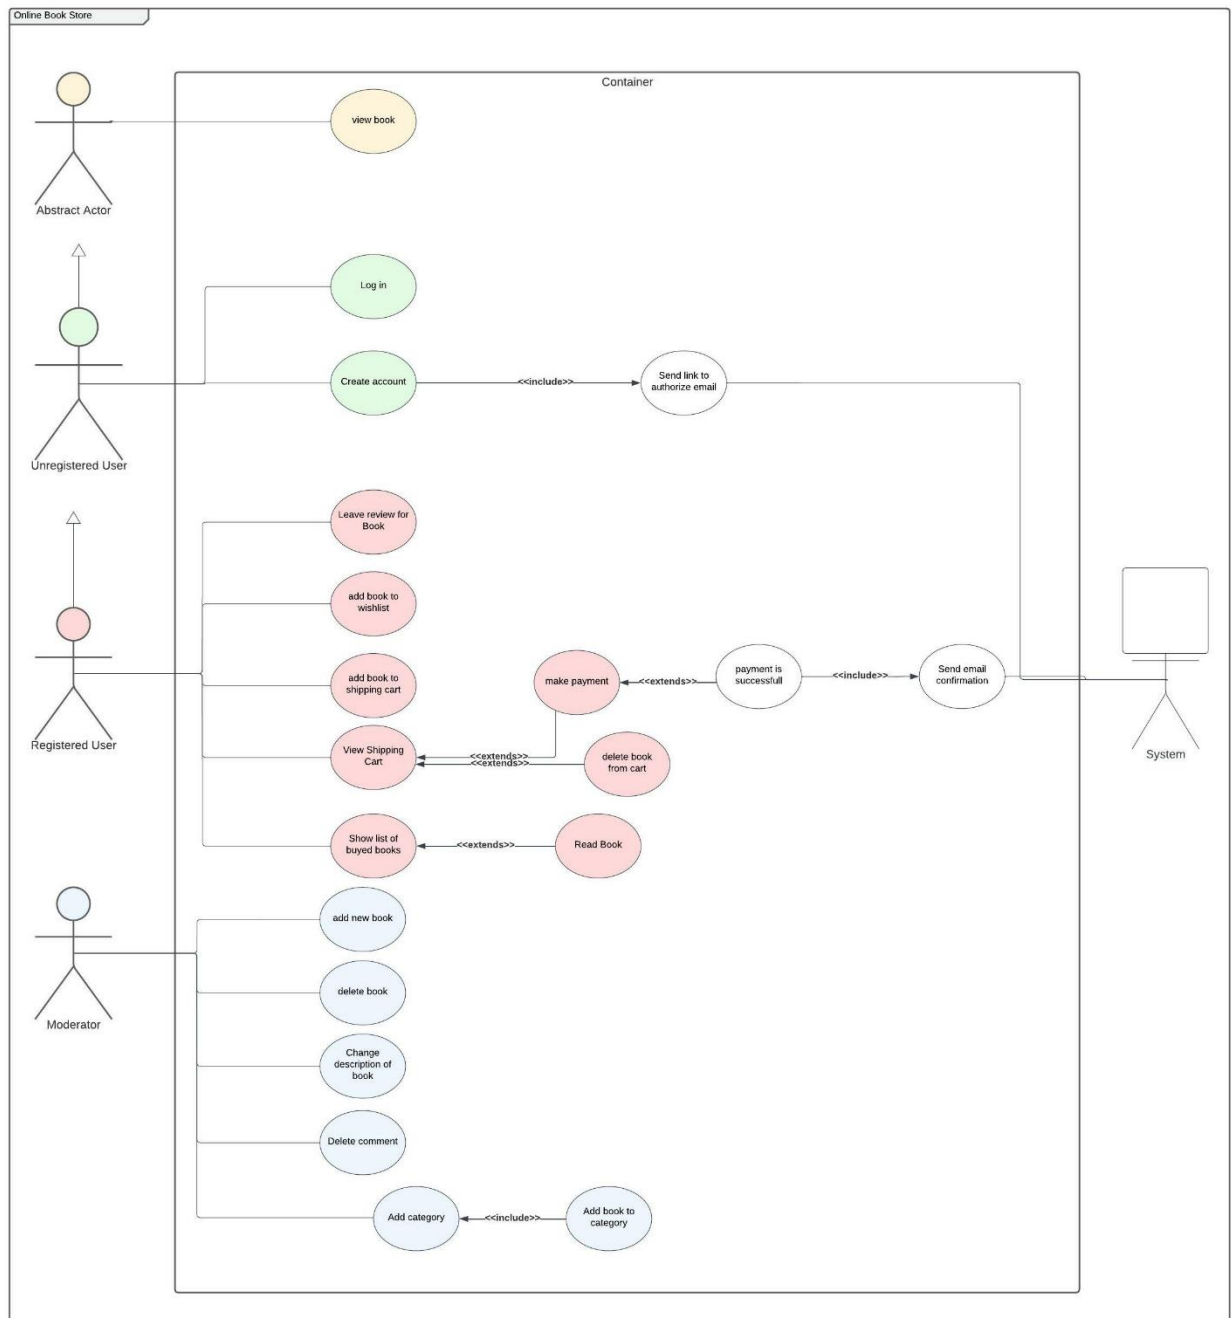 Online Book Store
Container
view book
Abstract Actor
Log in
Create account
<<include>>
Send link to
authorize email
Unregistered User
Leave review for
Book
add book to
wishlist
add book to
shipping cart
make payment
<<extends>>
payment is
successfull
<<include>>
Send email
confirmation
Registered User
View Shipping
Cart
<<extends>>
<<extends>>
delete book
from cart
System
Show list of
buyed books
<<extends>>
Read Book
add new book
delete book
Moderator
Change
description of
book
Delete comment
Add category
<<include>>
Add book to
category